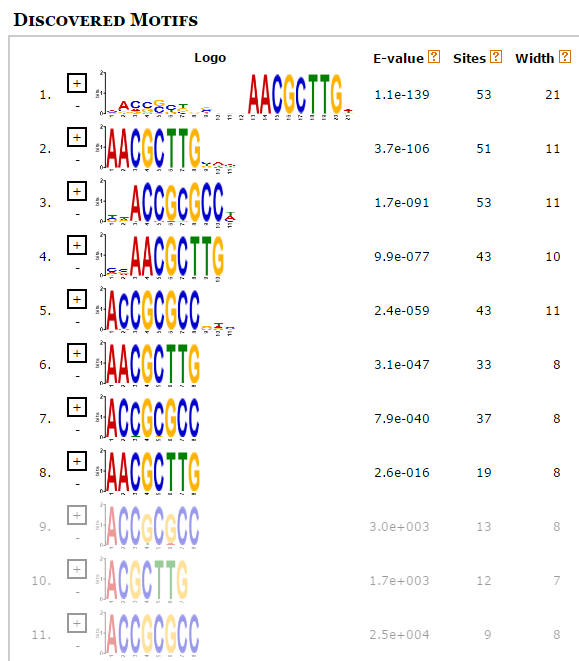 DISCOVERED MOTIFS
Logo E-value ? Sites ? Width ?
1. + - AACGCTTG 1.1e-139 53 21
2. + - AACGCTTG 3.7e-106 51 11
3. + - ACCGCGCC 1.7e-091 53 11
4. + - AACGCTTG 9.9e-077 43 10
5. + - ACCGCGCC 2.4e-059 43 11
6. + - AACGCTTG 3.1e-047 33 8
7. + - ACCGCGCC 7.9e-040 37 8
8. + - AACGCTTG 2.6e-016 19 8
9. + - ACCGCGCC 3.0e+003 13 8
10. + - ACGCTTG 1.7e+003 12 7
11. + - ACCGCGCC 2.5e+004 9 8